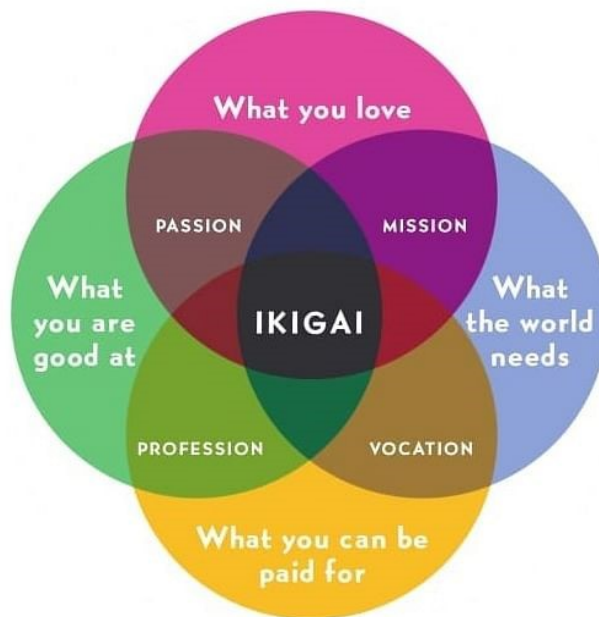 What you love
PASSION
MISSION
What
you are
good at
IKIGAI
What
the world
needs
PROFESSION
VOCATION
What you can be
paid for